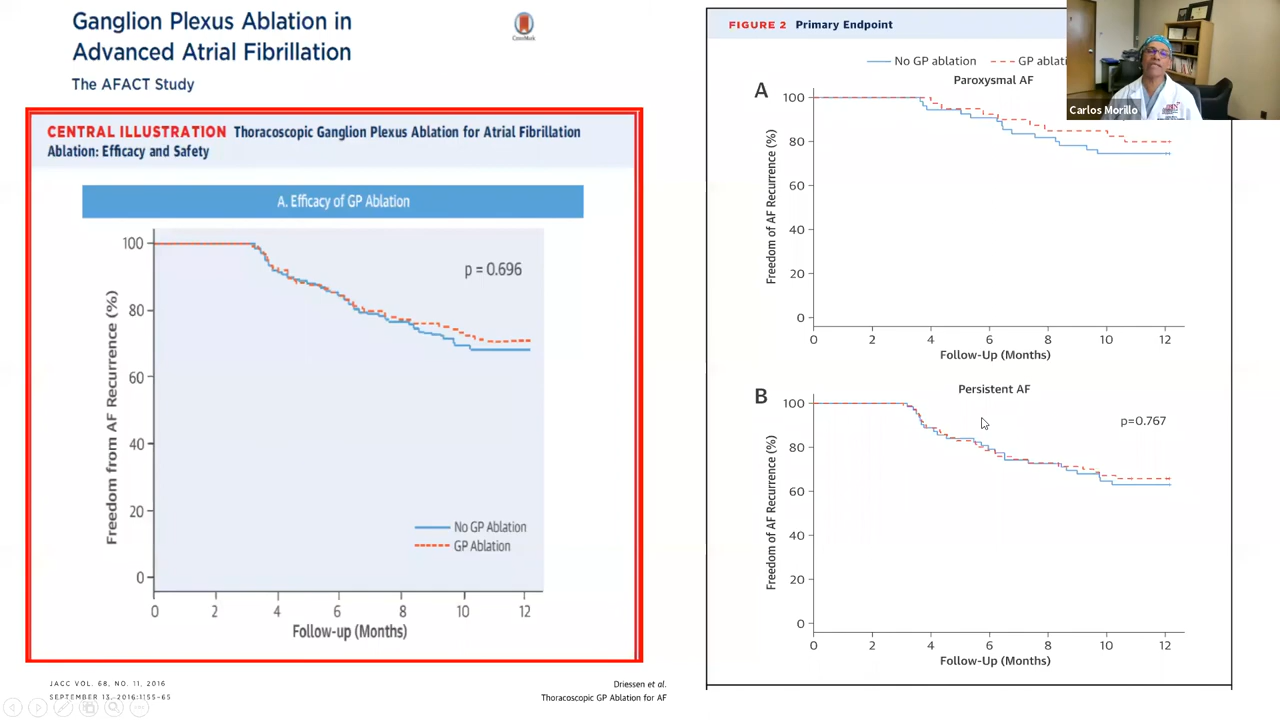 Ganglion Plexus Ablation in
Advanced Atrial Fibrillation
The AFACT Study
CrossMark
CENTRAL ILLUSTRATION Thoracoscopic Ganglion Plexus Ablation for Atrial Fibrillation
Ablation: Efficacy and Safety
A. Efficacy of GP Ablation
100
80
60
40
20
0
Freedom from AF Recurrence (%)
p = 0.696
No GP Ablation
GP Ablation
0 2 4 6 8 10 12
Follow-up (Months)
JACC VOL. 68, NO. 11, 2016
SEPTEMBER 13, 2016:1155-65
Driessen et al.
Thoracoscopic GP Ablation for AF
FIGURE 2 Primary Endpoint
No GP ablation GP ablati
A
Paroxysmal AF
100
80
60
40
20
0
Freedom of AF Recurrence (%)
0 2 4 6 8 10 12
Follow-Up (Months)
B
Persistent AF
p=0.767
100
80
60
40
20
0
Freedom of AF Recurrence (%)
0 2 4 6 8 10 12
Follow-Up (Months)
Carlos Morillo